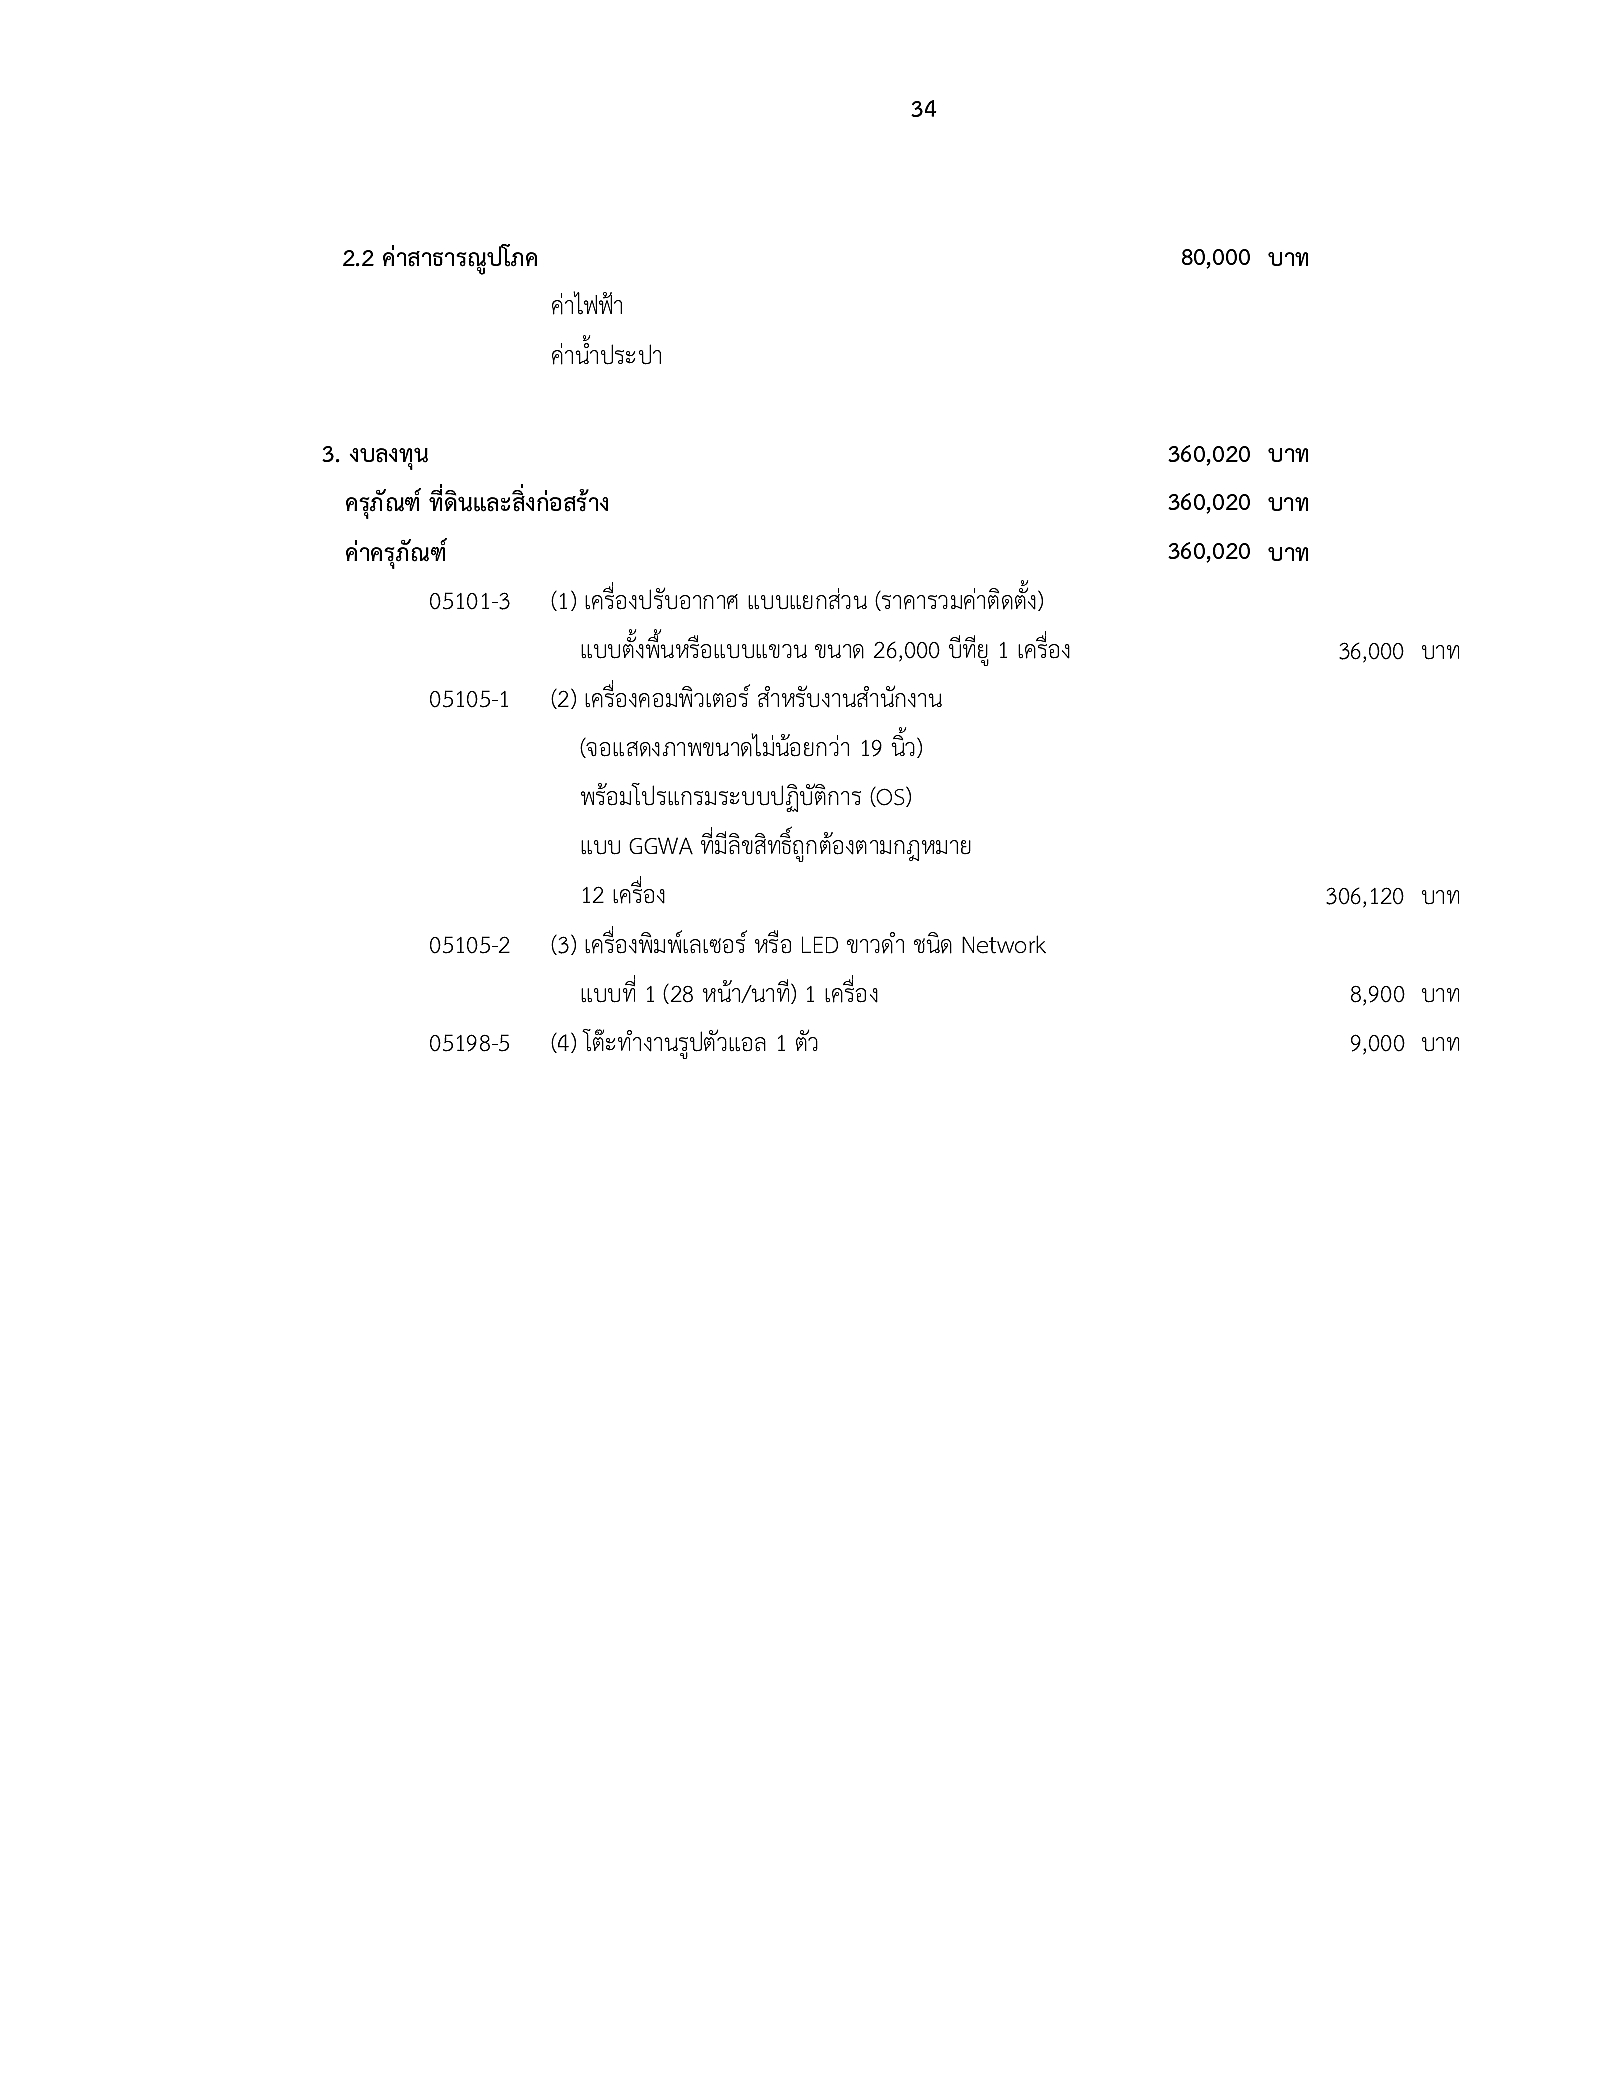 34
2.2 ค่าสาธารณูปโภค 80,000 บาท
ค่าไฟฟ้า
ค่าน้ำประปา
3. งบลงทุน 360,020 บาท
ครุภัณฑ์ ที่ดินและสิ่งก่อสร้าง 360,020 บาท
ค่าครุภัณฑ์ 360,020 บาท
05101-3 (1) เครื่องปรับอากาศ แบบแยกส่วน (ราคารวมค่าติดตั้ง)
แบบตั้งพื้นหรือแบบแขวน ขนาด 26,000 บีทียู 1 เครื่อง 36,000 บาท
05105-1 (2) เครื่องคอมพิวเตอร์ สำหรับงานสำนักงาน
(จอแสดงภาพขนาดไม่น้อยกว่า 19 นิ้ว)
พร้อมโปรแกรมระบบปฏิบัติการ (OS)
แบบ GGWA ที่มีลิขสิทธิ์ถูกต้องตามกฎหมาย
12 เครื่อง 306,120 บาท
05105-2 (3) เครื่องพิมพ์เลเซอร์ หรือ LED ขาวดำ ชนิด Network
แบบที่ 1 (28 หน้า/นาที) 1 เครื่อง 8,900 บาท
05198-5 (4) โต๊ะทำงานรูปตัวแอล 1 ตัว 9,000 บาท